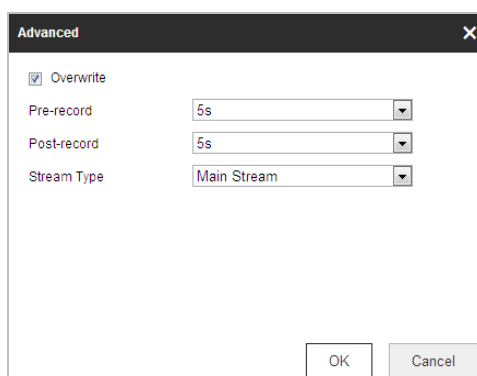 Advanced
Overwrite
Pre-record 5s
Post-record 5s
Stream Type Main Stream
OK Cancel